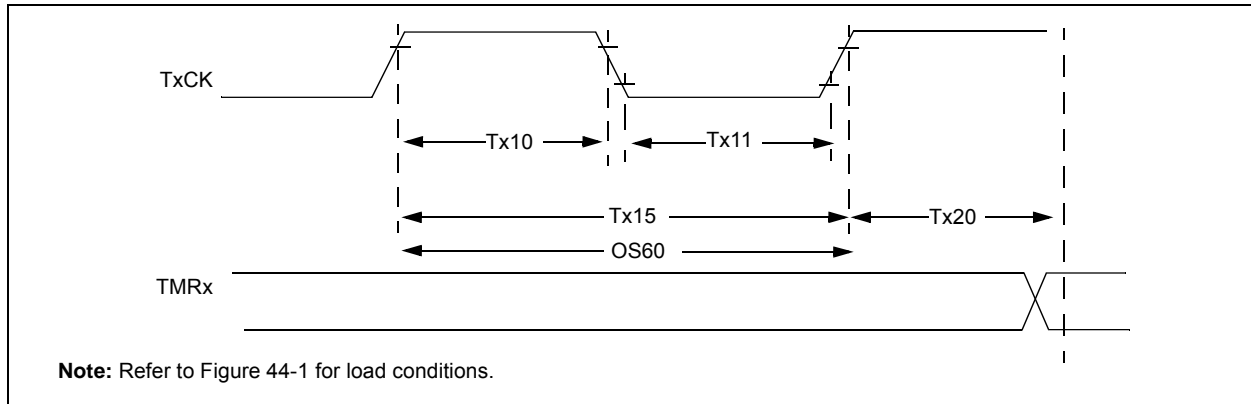 TxCK
Tx10
Tx11
Tx15
Tx20
OS60
TMRx
Note: Refer to Figure 44-1 for load conditions.